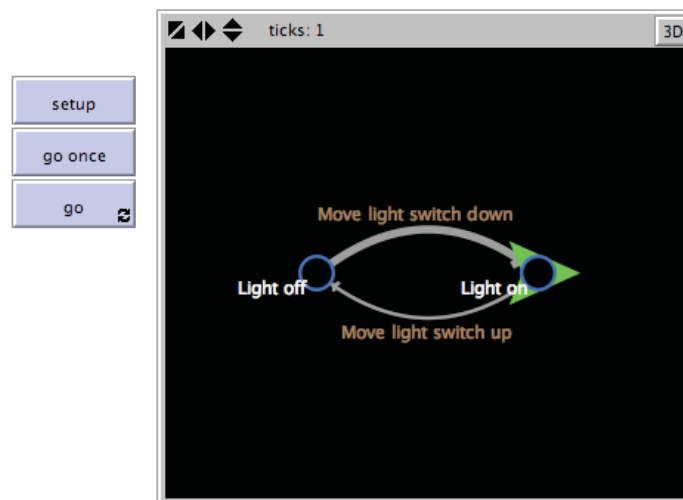 ticks: 1
3D
setup
go once
go
Move light switch down
Light off
Light on
Move light switch up